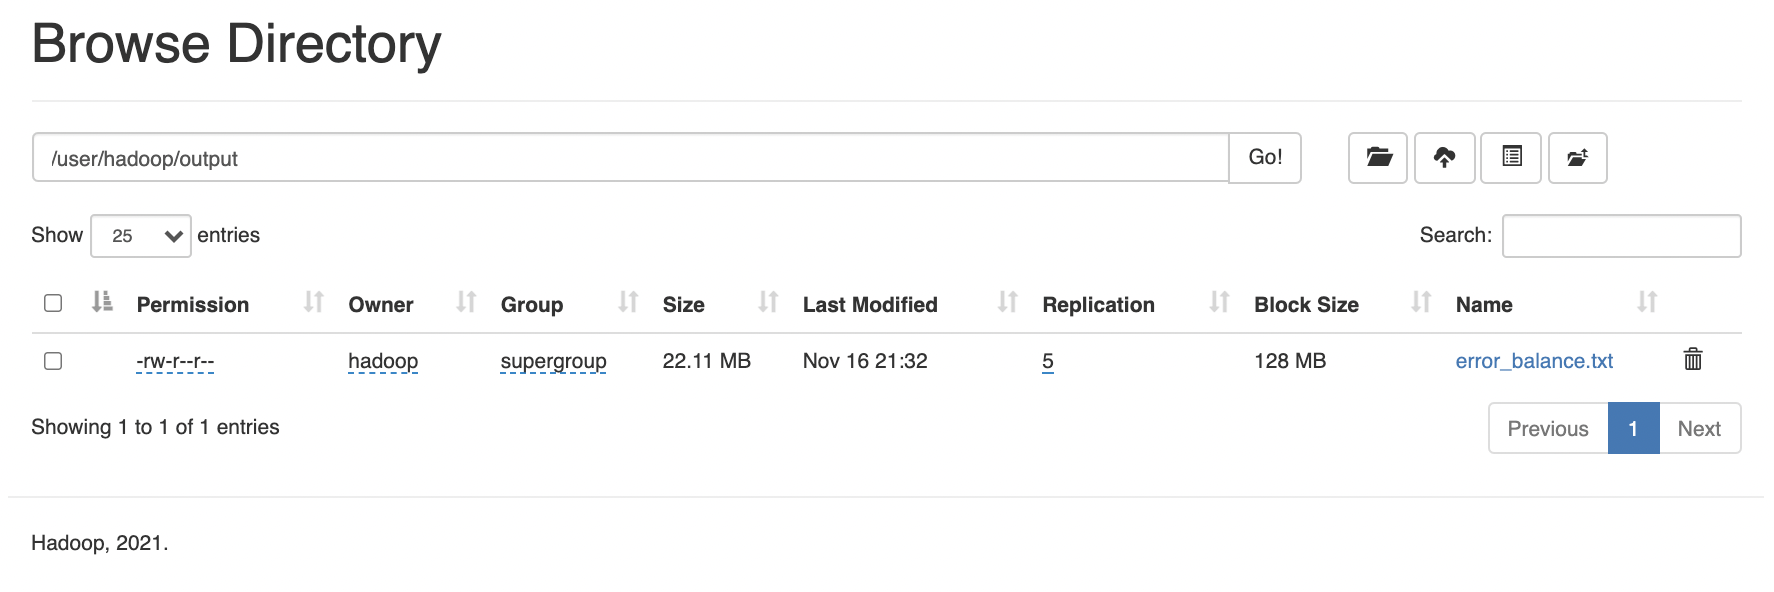 Browse Directory
/user/hadoop/output Go!
Show 25 entries Search:
Permission Owner Group Size Last Modified Replication Block Size Name
-rw-r--r-- hadoop supergroup 22.11 MB Nov 16 21:32 5 128 MB error_balance.txt
Showing 1 to 1 of 1 entries Previous 1 Next
Hadoop, 2021.